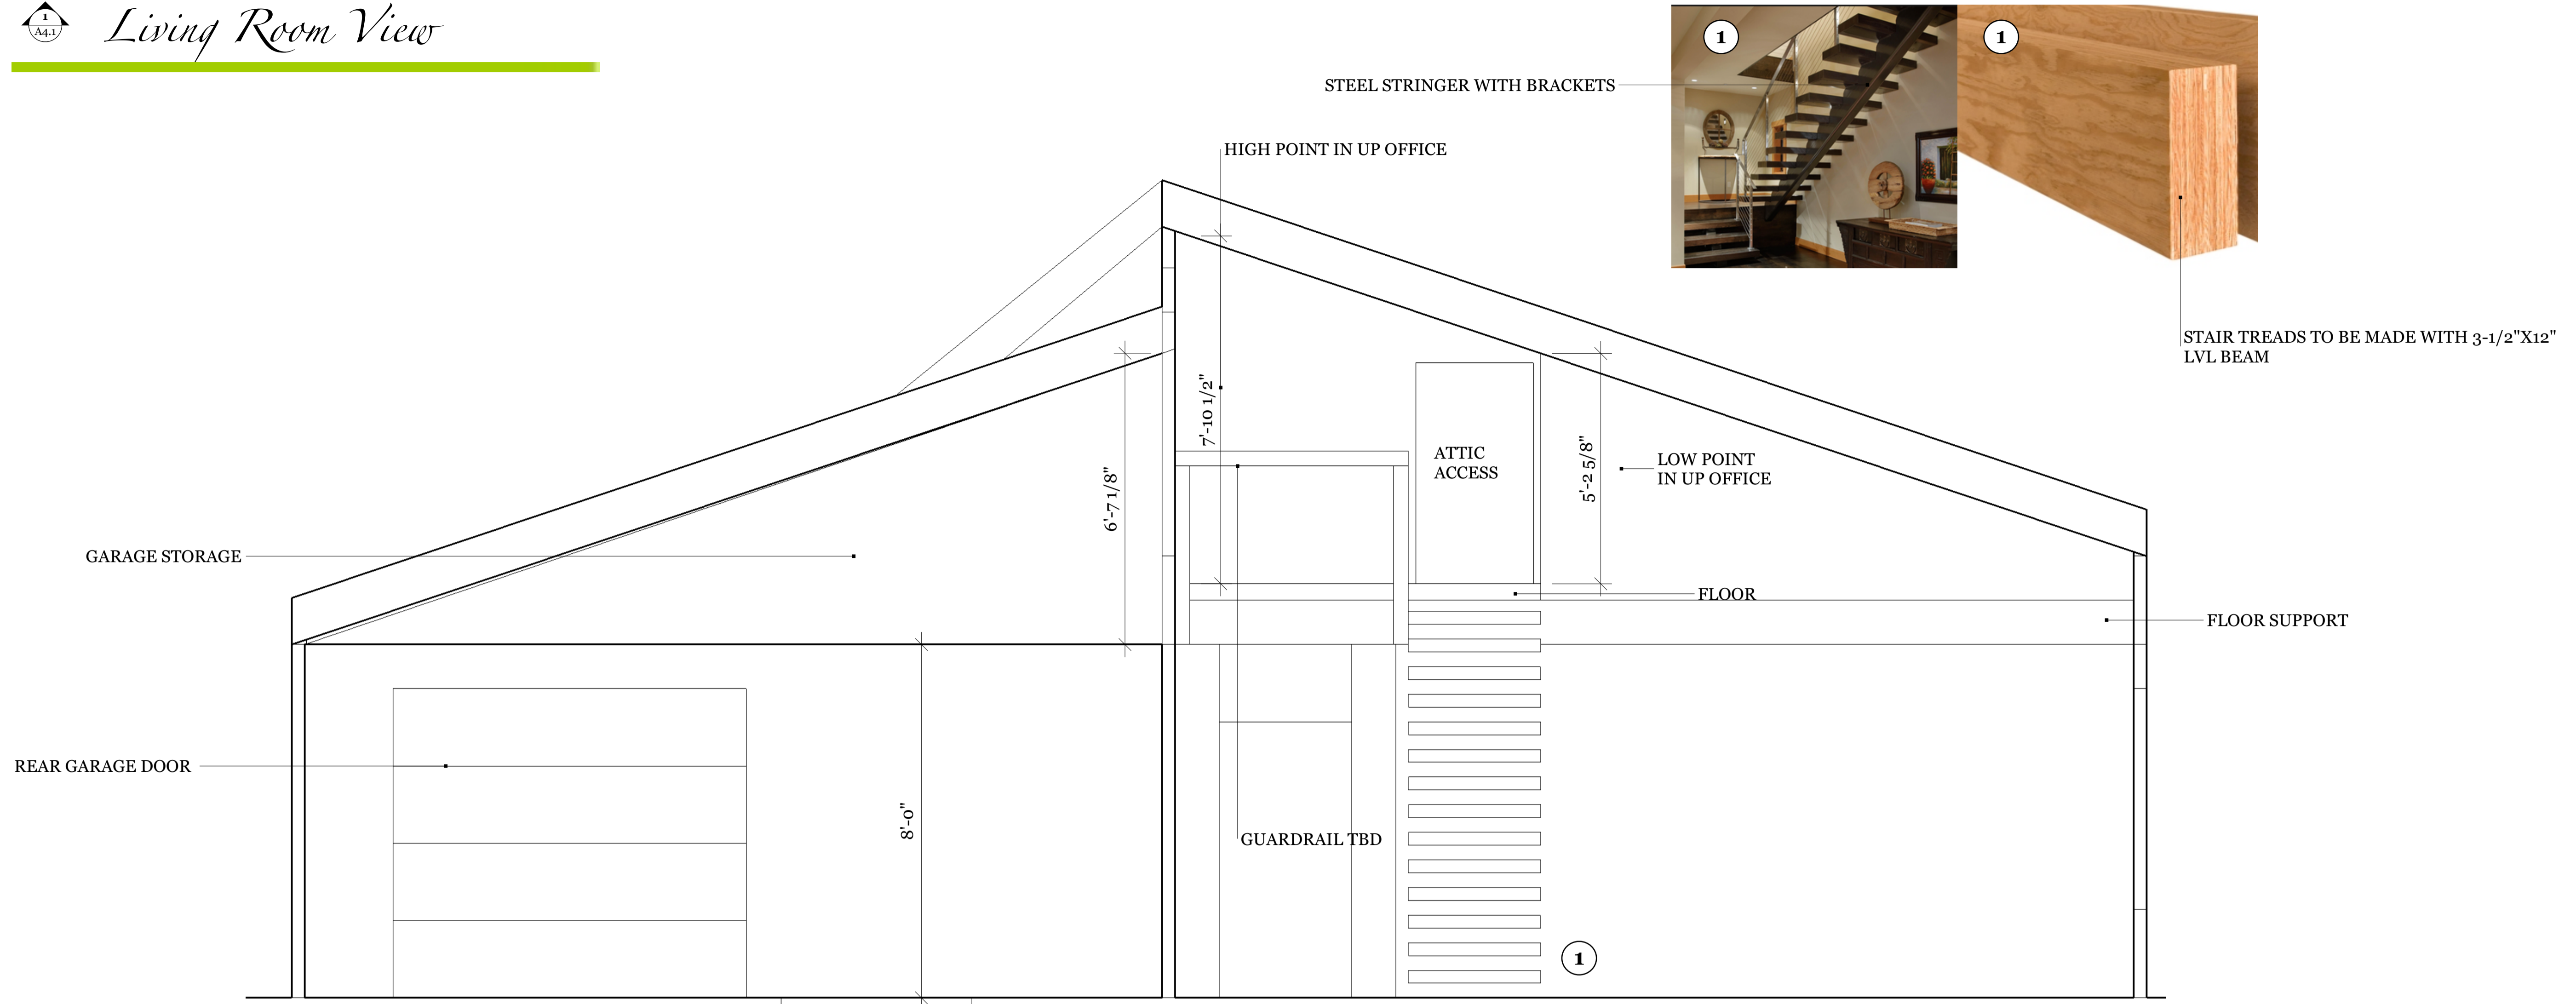 1
A4.1
Living Room View
1
1
STEEL STRINGER WITH BRACKETS
HIGH POINT IN UP OFFICE
STAIR TREADS TO BE MADE WITH 3-1/2"X12"
LVL BEAM
7'-10 1/2"
ATTIC
ACCESS
5'-2 5/8"
LOW POINT
IN UP OFFICE
6'-7 1/8"
GARAGE STORAGE
FLOOR
FLOOR SUPPORT
REAR GARAGE DOOR
8'-0"
GUARDRAIL TBD
1